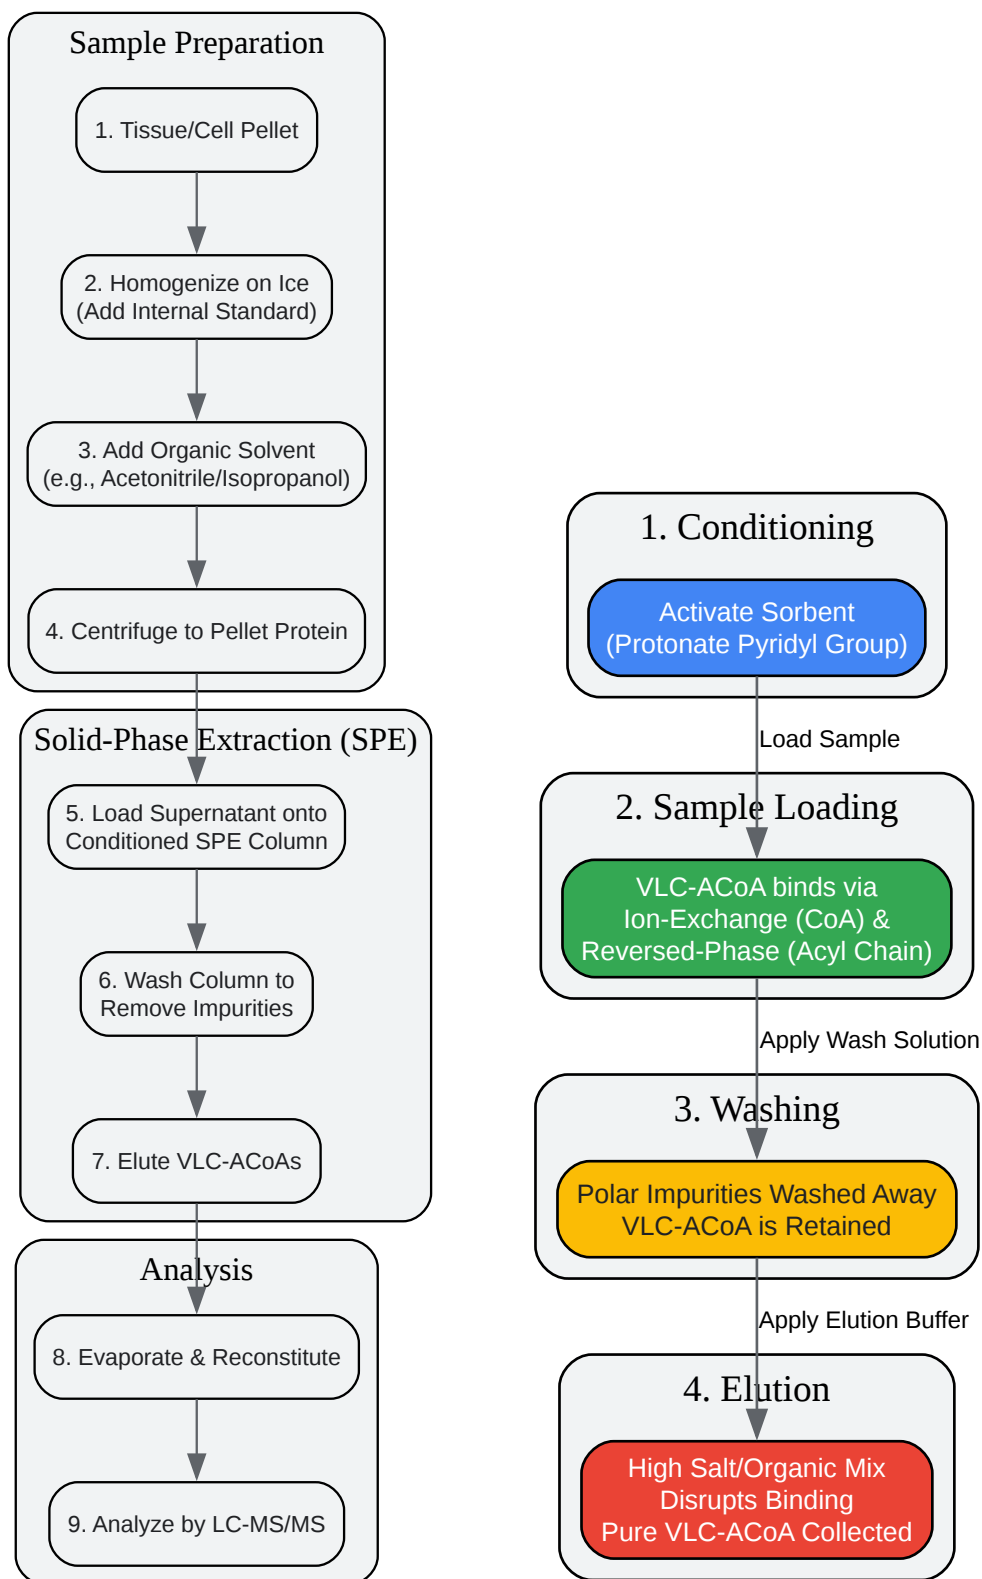 Sample Preparation
1. Tissue/Cell Pellet
2. Homogenize on Ice
(Add Internal Standard)
3. Add Organic Solvent
(e.g., Acetonitrile/Isopropanol)
4. Centrifuge to Pellet Protein
Solid-Phase Extraction (SPE)
5. Load Supernatant onto
Conditioned SPE Column
6. Wash Column to
Remove Impurities
7. Elute VLC-ACoAs
Analysis
8. Evaporate & Reconstitute
9. Analyze by LC-MS/MS
1. Conditioning
Activate Sorbent
(Protonate Pyridyl Group)
Load Sample
2. Sample Loading
VLC-ACoA binds via
Ion-Exchange (CoA) &
Reversed-Phase (Acyl Chain)
Apply Wash Solution
3. Washing
Polar Impurities Washed Away
VLC-ACoA is Retained
Apply Elution Buffer
4. Elution
High Salt/Organic Mix
Disrupts Binding
Pure VLC-ACoA Collected